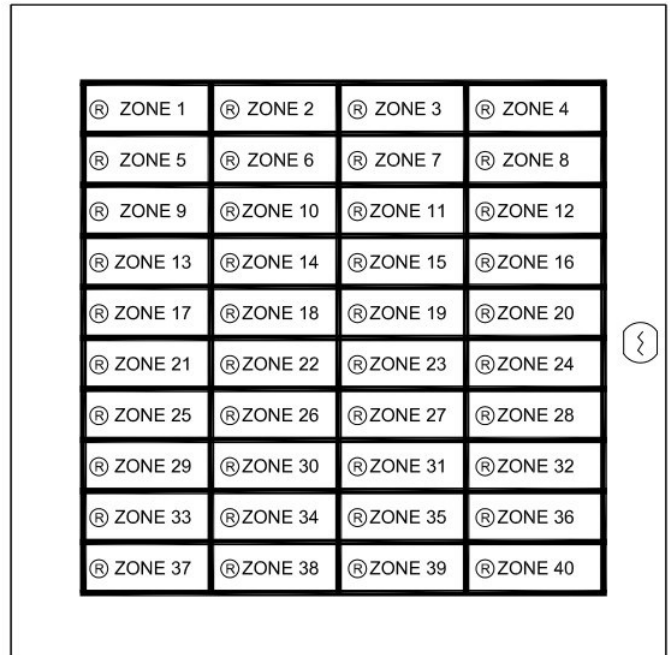 Ⓡ ZONE 1 Ⓡ ZONE 2 Ⓡ ZONE 3 Ⓡ ZONE 4
Ⓡ ZONE 5 Ⓡ ZONE 6 Ⓡ ZONE 7 Ⓡ ZONE 8
Ⓡ ZONE 9 Ⓡ ZONE 10 Ⓡ ZONE 11 Ⓡ ZONE 12
Ⓡ ZONE 13 Ⓡ ZONE 14 Ⓡ ZONE 15 Ⓡ ZONE 16
Ⓡ ZONE 17 Ⓡ ZONE 18 Ⓡ ZONE 19 Ⓡ ZONE 20
Ⓡ ZONE 21 Ⓡ ZONE 22 Ⓡ ZONE 23 Ⓡ ZONE 24
Ⓡ ZONE 25 Ⓡ ZONE 26 Ⓡ ZONE 27 Ⓡ ZONE 28
Ⓡ ZONE 29 Ⓡ ZONE 30 Ⓡ ZONE 31 Ⓡ ZONE 32
Ⓡ ZONE 33 Ⓡ ZONE 34 Ⓡ ZONE 35 Ⓡ ZONE 36
Ⓡ ZONE 37 Ⓡ ZONE 38 Ⓡ ZONE 39 Ⓡ ZONE 40